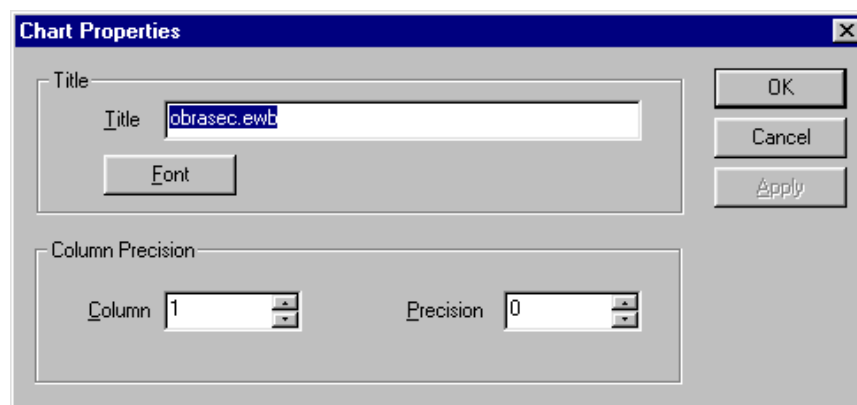 Chart Properties
Title
Title obrasec.ewb
Font
OK
Cancel
Apply
Column Precision
Column 1 Precision 0